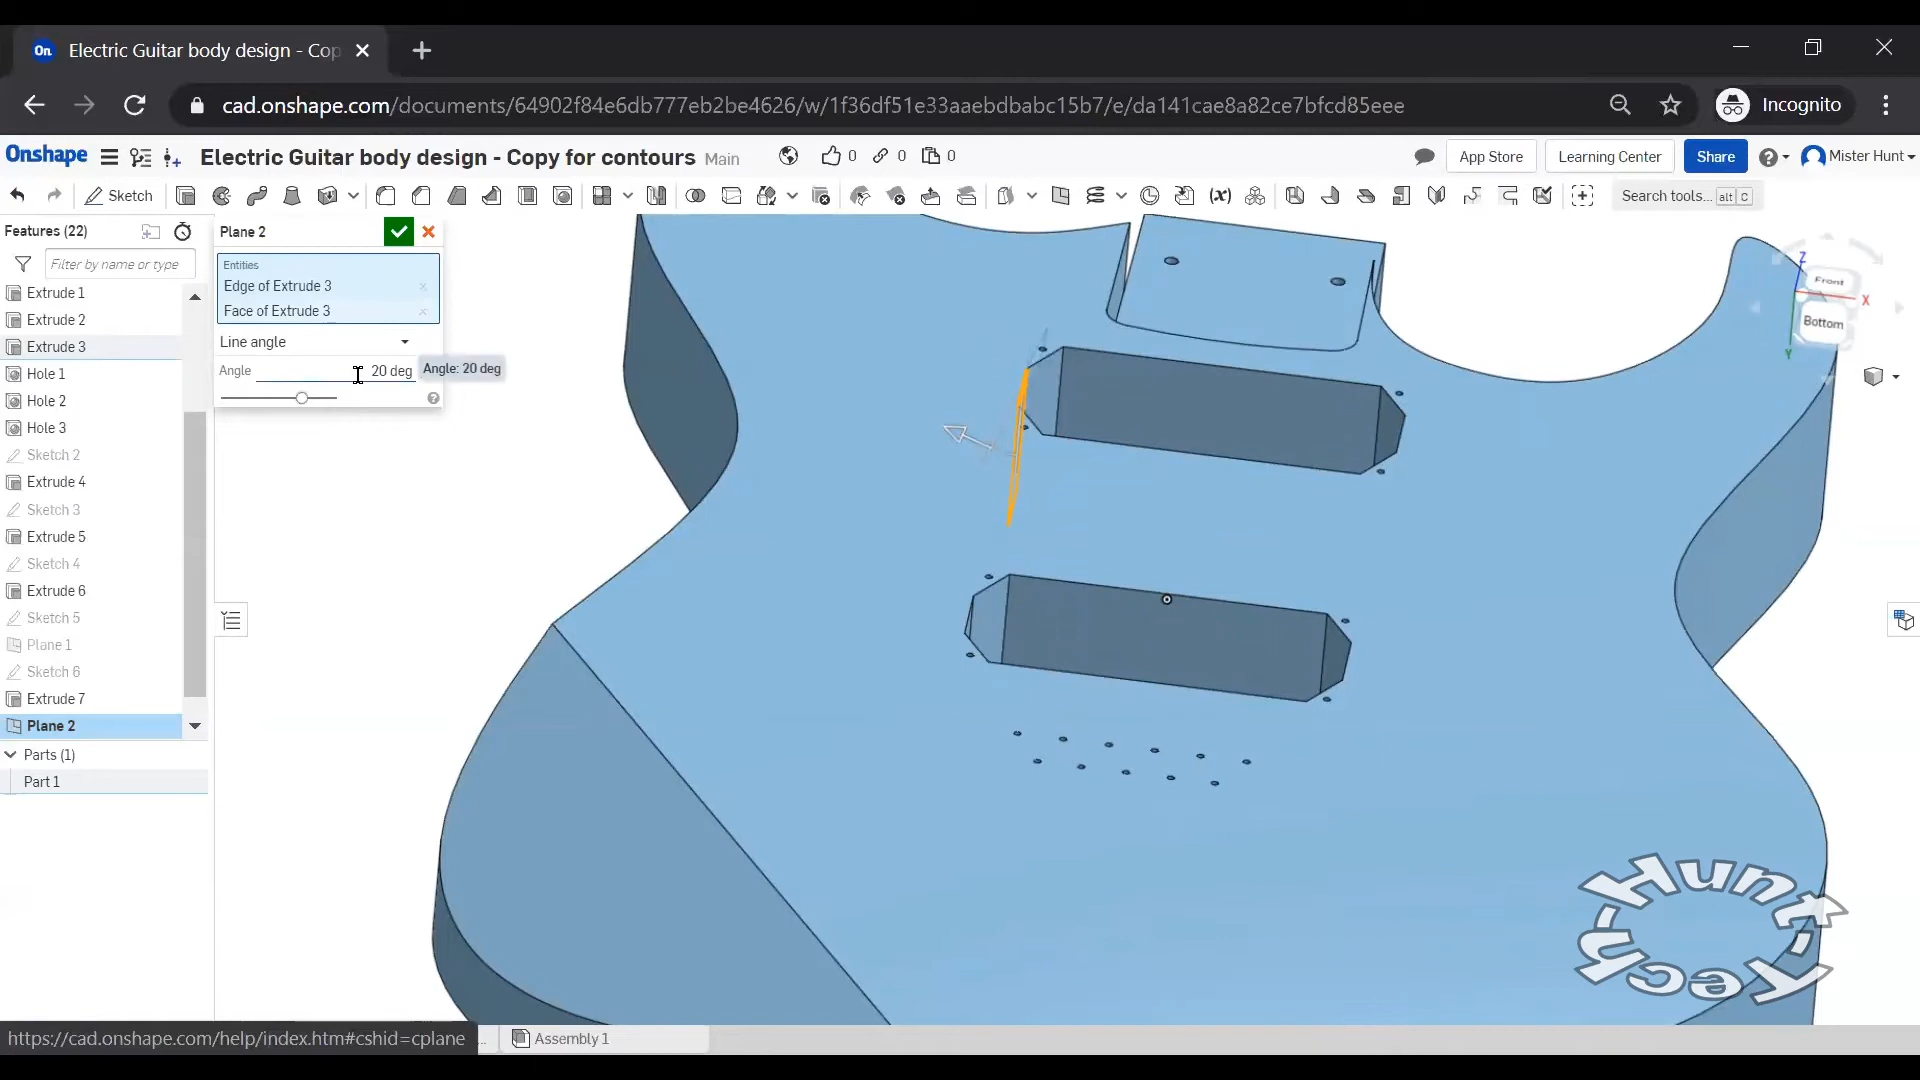 On
Electric Guitar body design - Cop
cad.onshape.com/documents/64902f84e6db777eb2be4626/w/1f36df51e33aaebdbabc15b7/e/da141cae8a82ce7bfcd85eee
Incognito
Onshape
Electric Guitar body design - Copy for contours Main
0
0
0
App Store
Learning Center
Share
Mister Hunt
Sketch
(x)
Search tools... alt C
Features (22)
Filter by name or type
Extrude 1
Extrude 2
Extrude 3
Hole 1
Hole 2
Hole 3
Sketch 2
Extrude 4
Sketch 3
Extrude 5
Sketch 4
Extrude 6
Sketch 5
Plane 1
Sketch 6
Extrude 7
Plane 2
Parts (1)
Part 1
Plane 2
Entities
Edge of Extrude 3
Face of Extrude 3
Line angle
Angle 20 deg
Angle: 20 deg
Z
Front
X
Bottom
Y
Hunt
Tech
https://cad.onshape.com/help/index.htm#cshid=cplane
...
Assembly 1